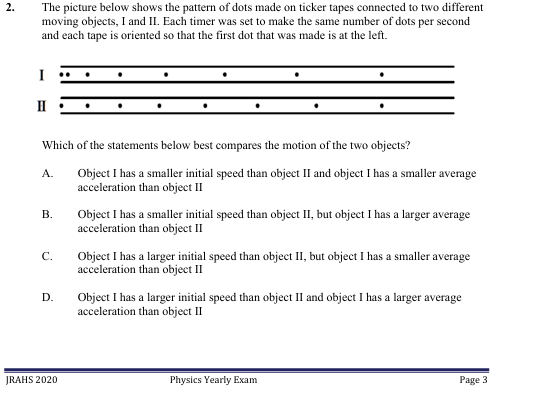 2. The picture below shows the pattern of dots made on ticker tapes connected to two different
moving objects, I and II. Each timer was set to make the same number of dots per second
and each tape is oriented so that the first dot that was made is at the left.
I
II
Which of the statements below best compares the motion of the two objects?
A. Object I has a smaller initial speed than object II and object I has a smaller average
acceleration than object II
B. Object I has a smaller initial speed than object II, but object I has a larger average
acceleration than object II
C. Object I has a larger initial speed than object II, but object I has a smaller average
acceleration than object II
D. Object I has a larger initial speed than object II and object I has a larger average
acceleration than object II
JRAHS 2020 Physics Yearly Exam Page 3